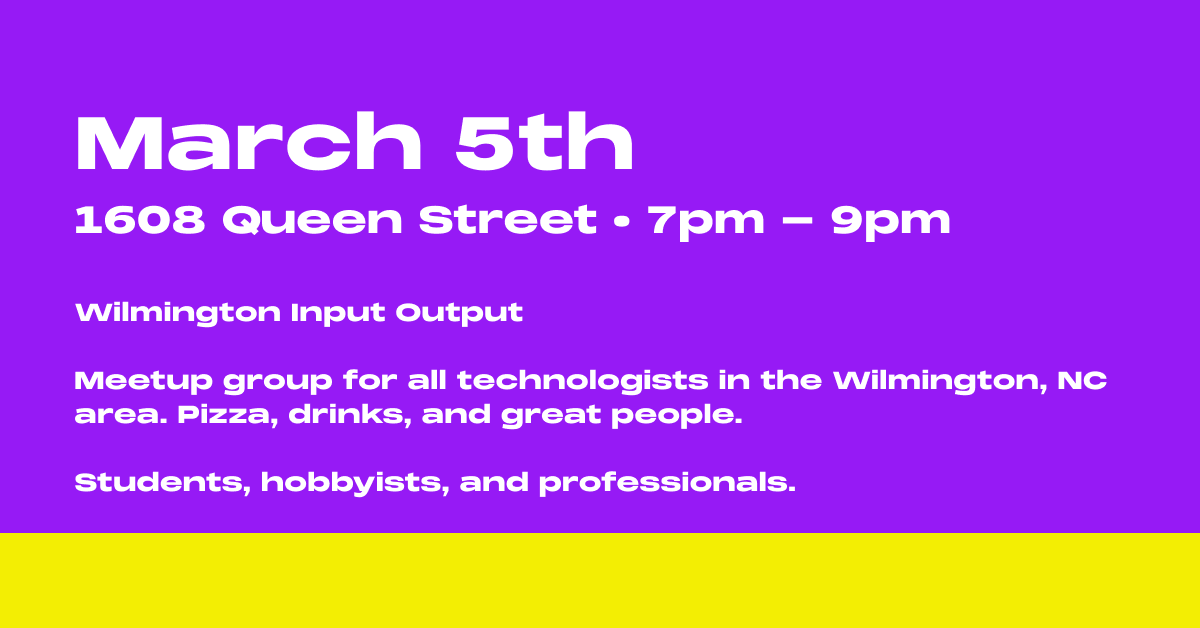 March 5th
1608 Queen Street • 7pm – 9pm
Wilmington Input Output
Meetup group for all technologists in the Wilmington, NC
area. Pizza, drinks, and great people.
Students, hobbyists, and professionals.